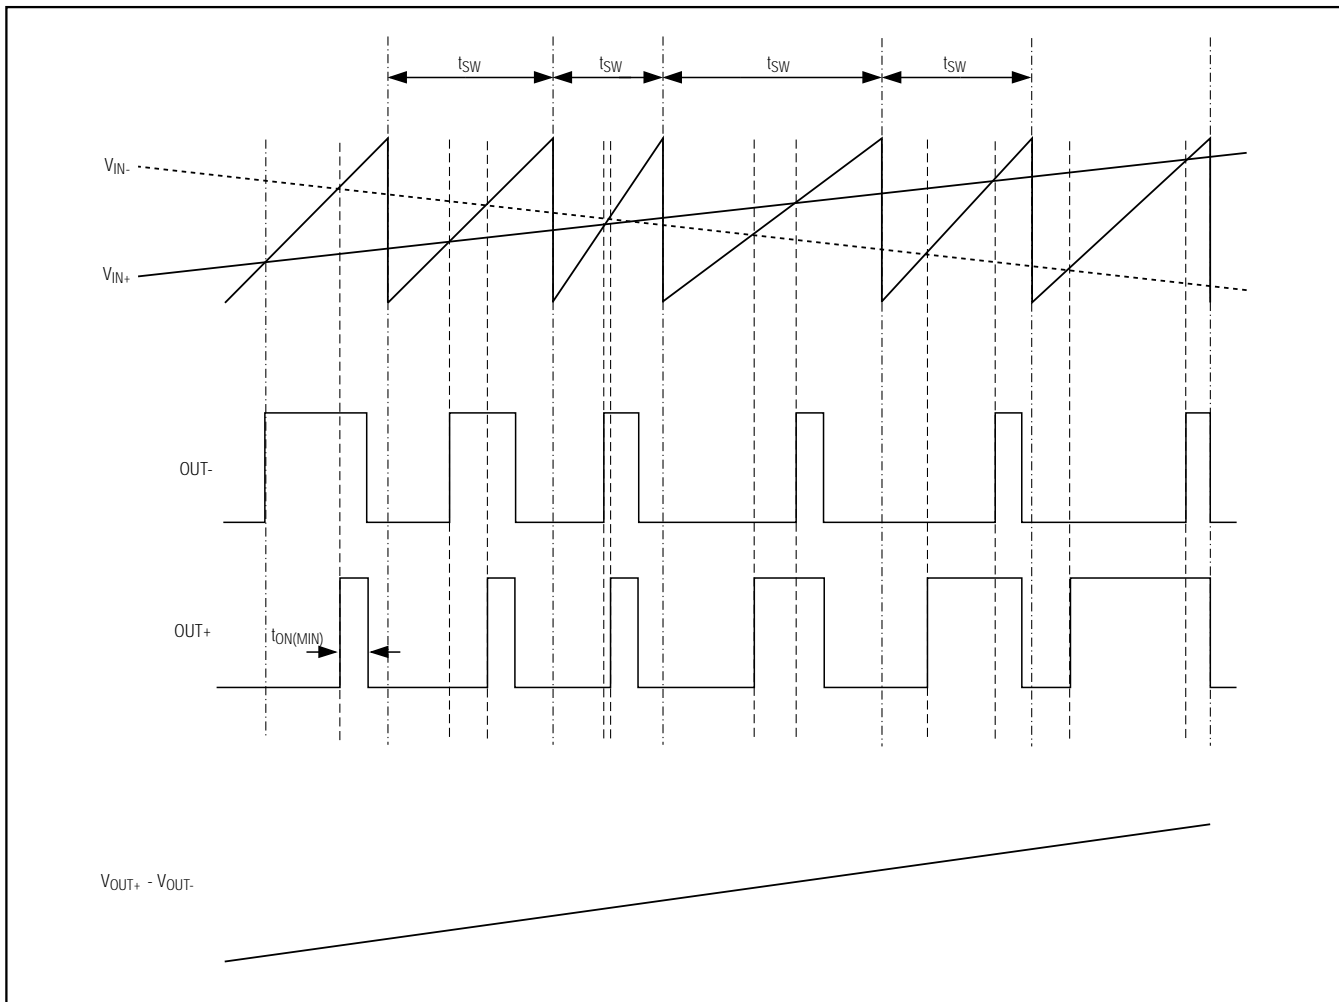 tSW tSW tSW tSW
VIN-
VIN+
OUT-
OUT+
tON(MIN)
VOUT+ - VOUT-